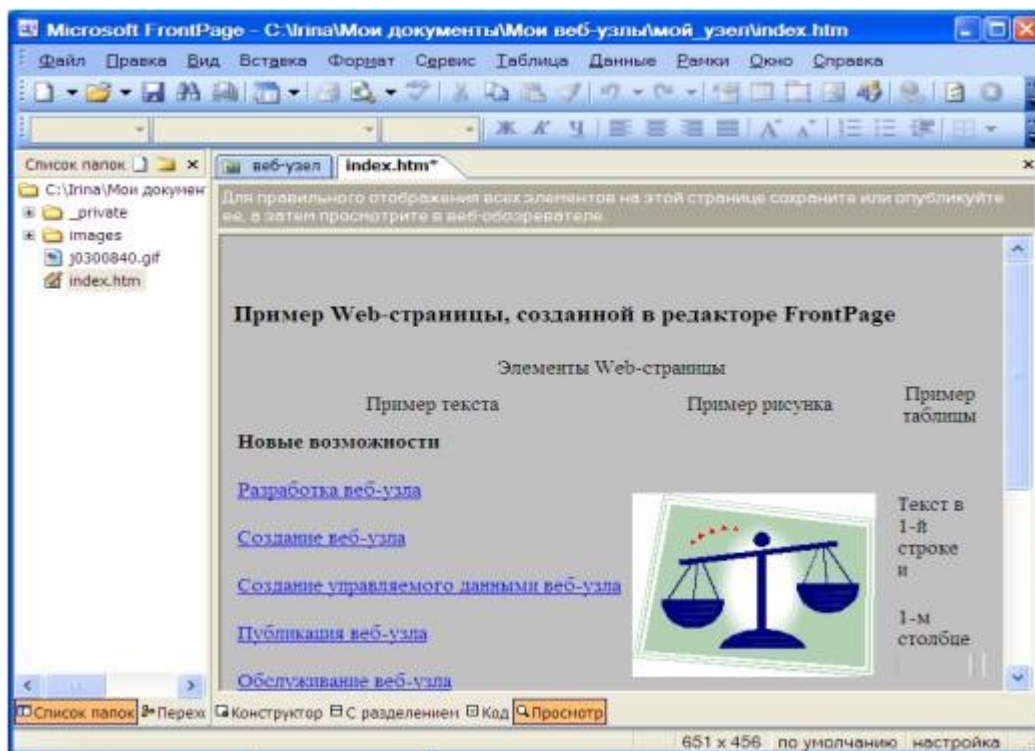 Microsoft FrontPage - C:\Irina\Мои документы\Мои веб-узлы\мой_узел\index.htm
Файл Правка Вид Вставка Формат Сервис Таблица Данные Рамки Окно Справка
Ж К Ч
Список папок веб-узел index.htm*
C:\Irina\Мои докумен
_private
images
j0300840.gif
index.htm
Для правильного отображения всех элементов на этой странице сохраните или опубликуйте
ее, а затем просмотрите в веб-обозревателе.
Пример Web-страницы, созданной в редакторе FrontPage
Элементы Web-страницы
Пример текста Пример рисунка Пример
таблицы
Новые возможности
Разработка веб-узла
Создание веб-узла
Создание управляемого данными веб-узла
Публикация веб-узла
Обслуживание веб-узла
Текст в
1-й
строке
и
1-м
столбце
Список папок Перехо Конструктор С разделением Код Просмотр
651 x 456 по умолчанию настройка